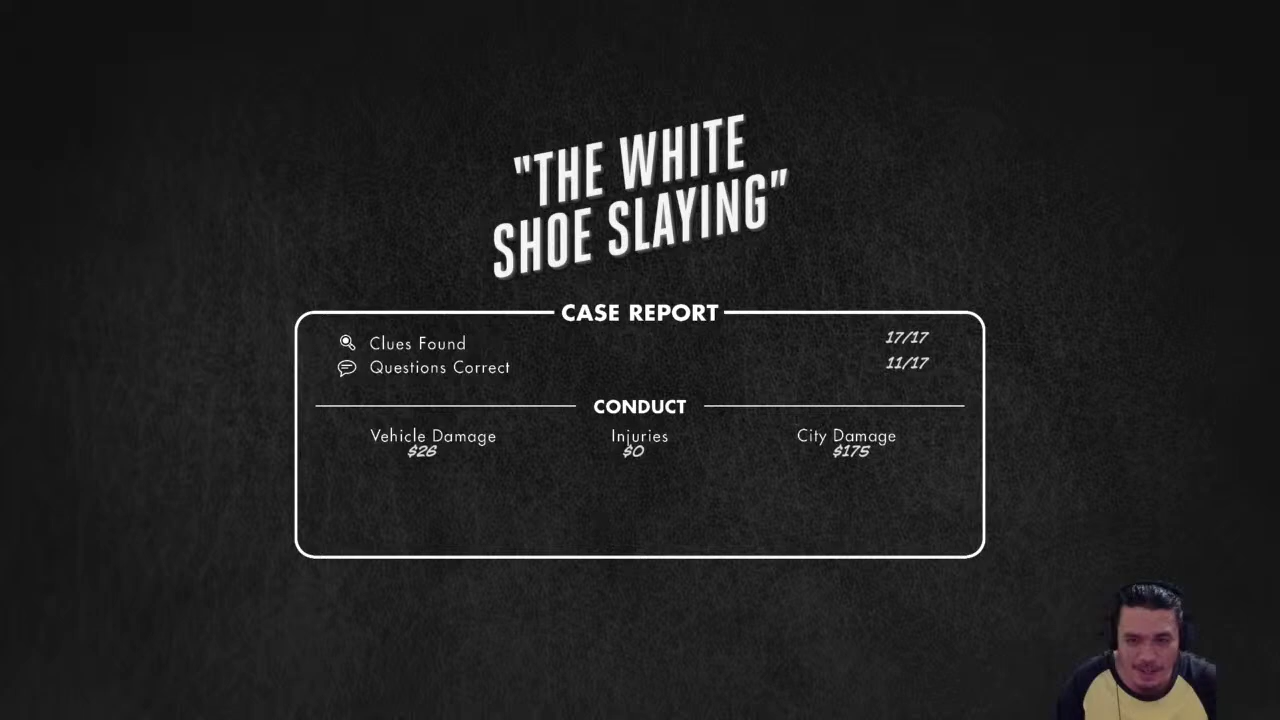 "THE WHITE
SHOE SLAYING"
CASE REPORT
Clues Found 17/17
Questions Correct 11/17
CONDUCT
Vehicle Damage Injuries City Damage
$26 $0 $175